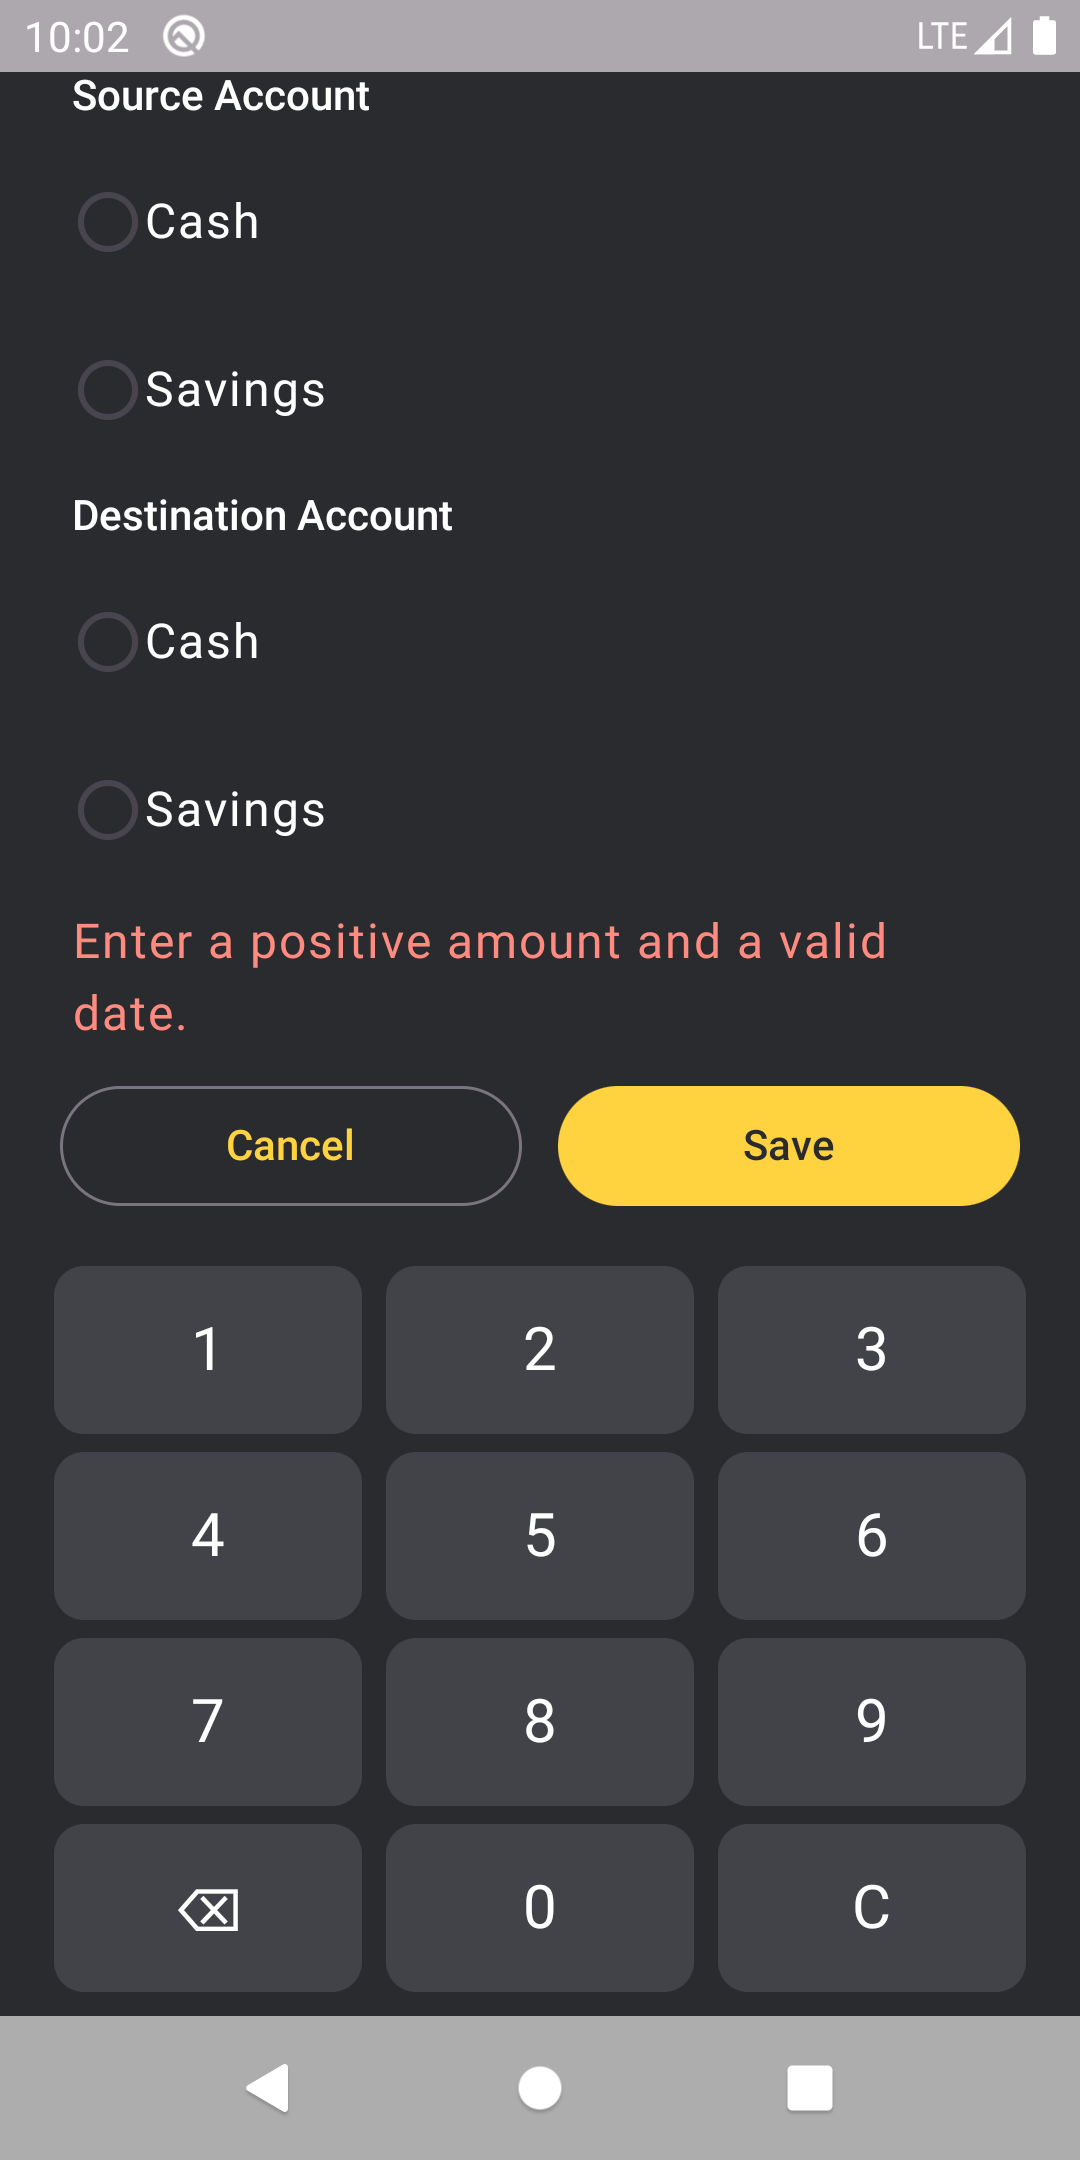 10:02
LTE
Source Account
Cash
Savings
Destination Account
Cash
Savings
Enter a positive amount and a valid
date.
Cancel
Save
1
2
3
4
5
6
7
8
9
0
C